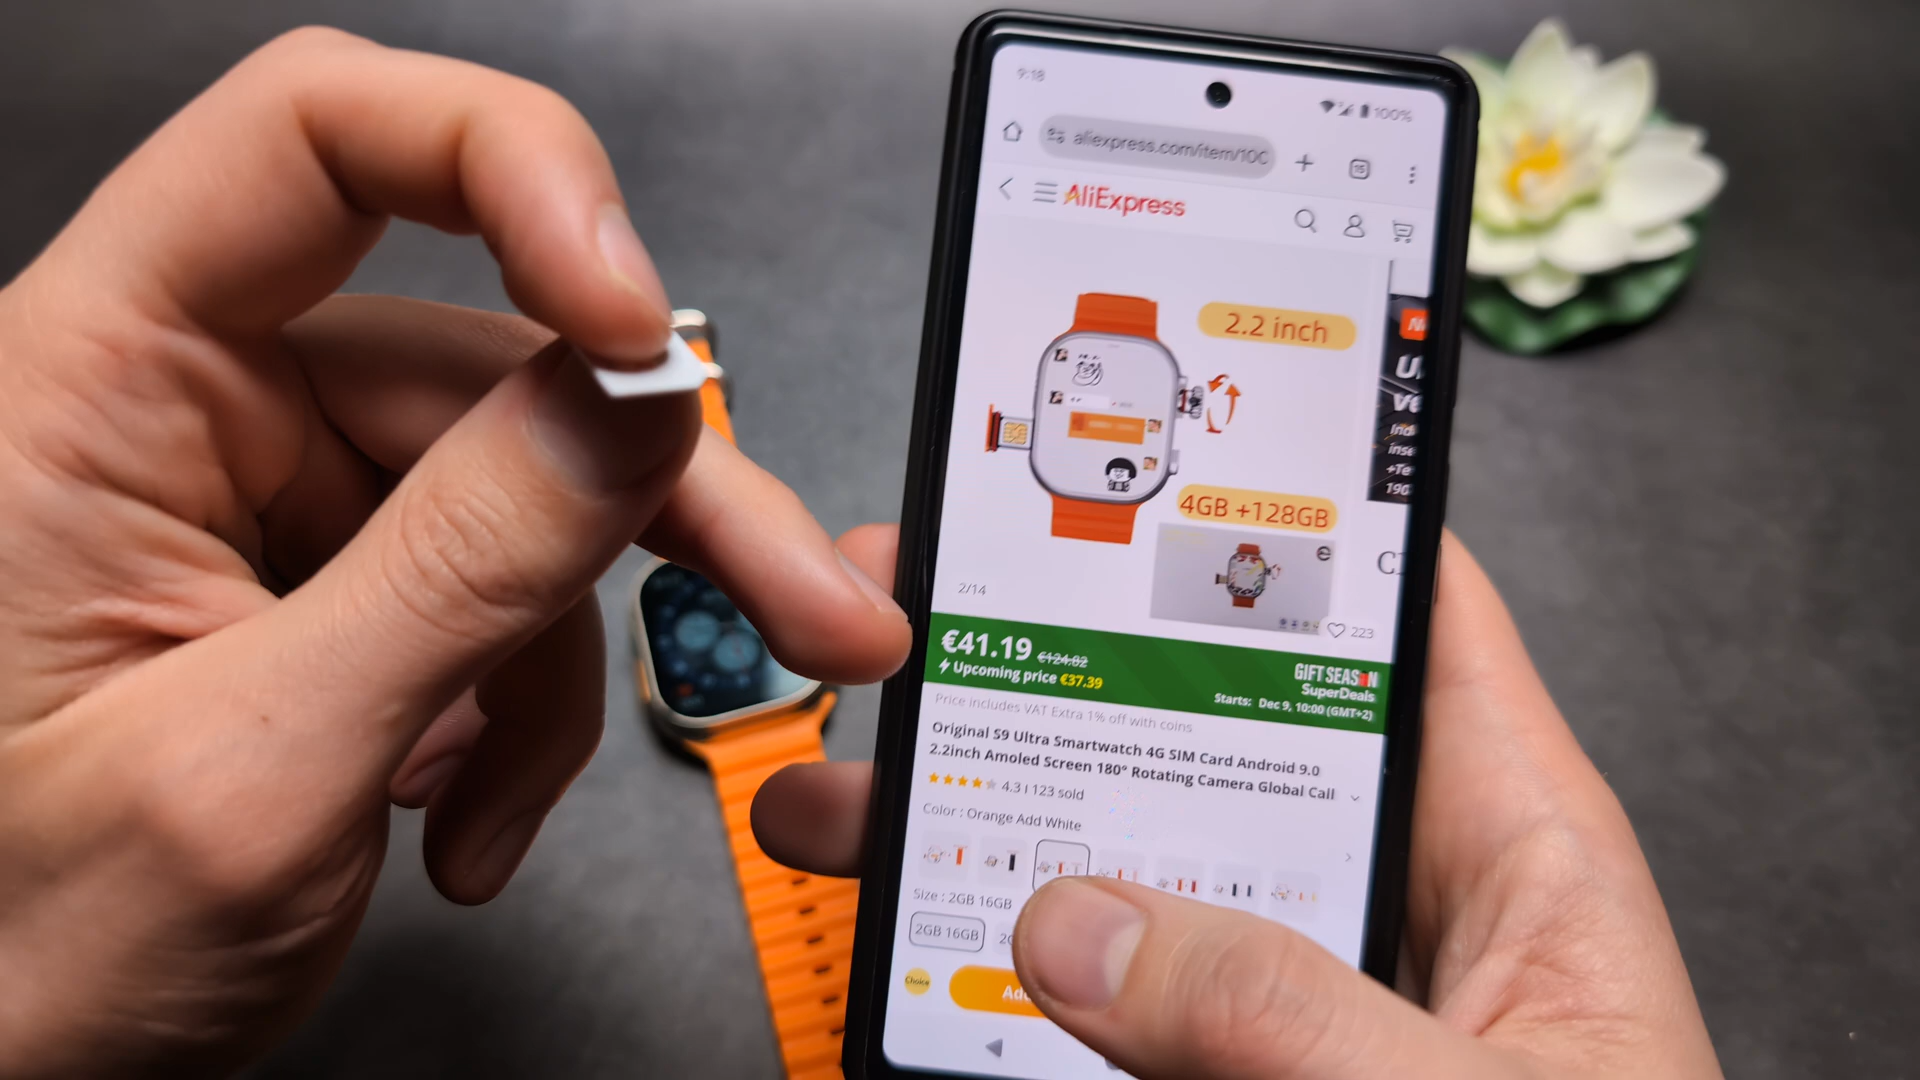 9:18
100%
aliexpress.com/item/10C
15
AliExpress
2.2 inch
4GB +128GB
2/14
223
€41.19 €124.82
Upcoming price €37.39
GIFT SEASON
SuperDeals
Starts: Dec 9, 10:00 (GMT+2)
Price includes VAT Extra 1% off with coins
Original S9 Ultra Smartwatch 4G SIM Card Android 9.0
2.2inch Amoled Screen 180° Rotating Camera Global Call
4.3 | 123 sold
Color : Orange Add White
Size : 2GB 16GB
2GB 16GB
Choice